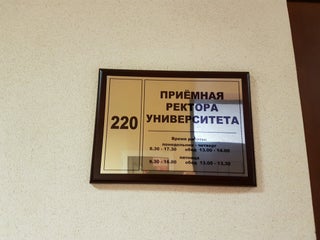 220
ПРИЁМНАЯ
РЕКТОРА
УНИВЕРСИТЕТА
Время работы
понедельник - четверг
8.30 - 17.30 обед 13.00 - 14.00
пятница
8.30 - 16.00 обед 13.00 - 13.30